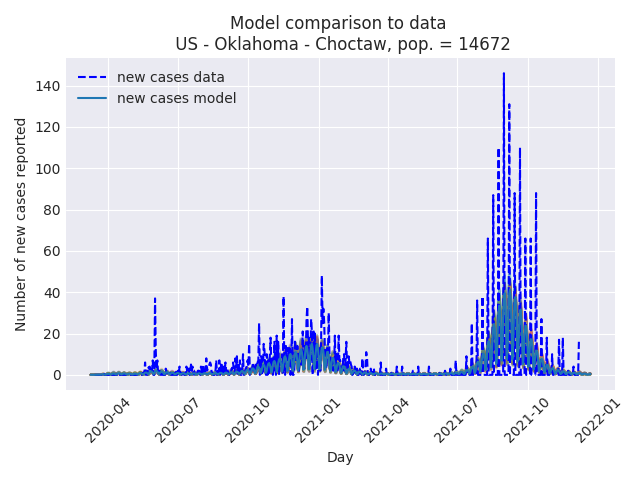 Model comparison to data
US - Oklahoma - Choctaw, pop. = 14672
new cases data
new cases model
Number of new cases reported
140
120
100
80
60
40
20
0
2020-04
2020-07
2020-10
2021-01
2021-04
2021-07
2021-10
2022-01
Day